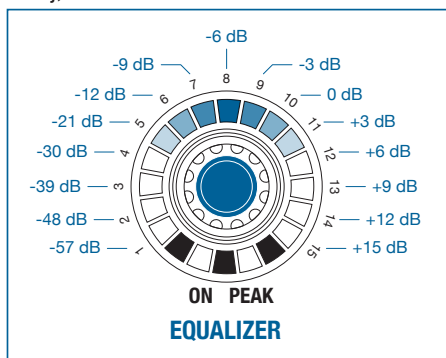 -6 dB
-9 dB -3 dB
-12 dB 0 dB
-21 dB +3 dB
-30 dB +6 dB
-39 dB +9 dB
-48 dB +12 dB
-57 dB +15 dB
1 2 3 4 5 6 7 8 9 10 11 12 13 14 15
ON PEAK
EQUALIZER